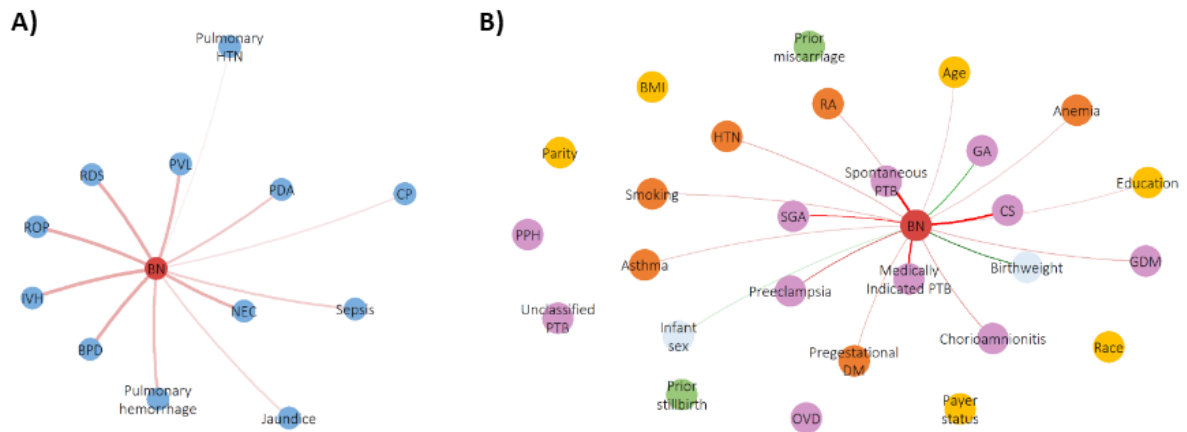 A)
Pulmonary
HTN
PVL
RDS
PDA
CP
ROP
BN
IVH
NEC
Sepsis
BPD
Pulmonary
hemorrhage
Jaundice
B)
Prior
miscarriage
BMI
Age
RA
Anemia
HTN
Parity
GA
Spontaneous
PTB
Education
Smoking
SGA
CS
BN
PPH
Asthma
Medically
Indicated PTB
Birthweight
GDM
Preeclampsia
Unclassified
PTB
Infant
sex
Chorioamnionitis
Race
Pregestational
DM
Prior
stillbirth
Payer
status
OVD